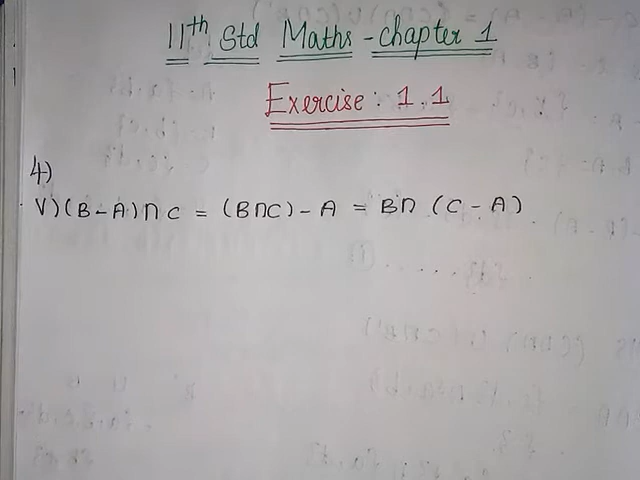 11th Std Maths - chapter 1
Exercise : 1.1
4)
V) (B - A) ∩ C = (B∩C) - A = B∩ (C - A)